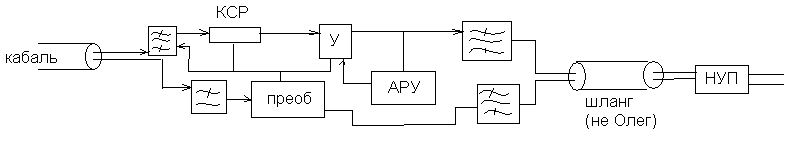 КСР
кабаль
У
преоб
АРУ
шланг
(не Олег)
НУП